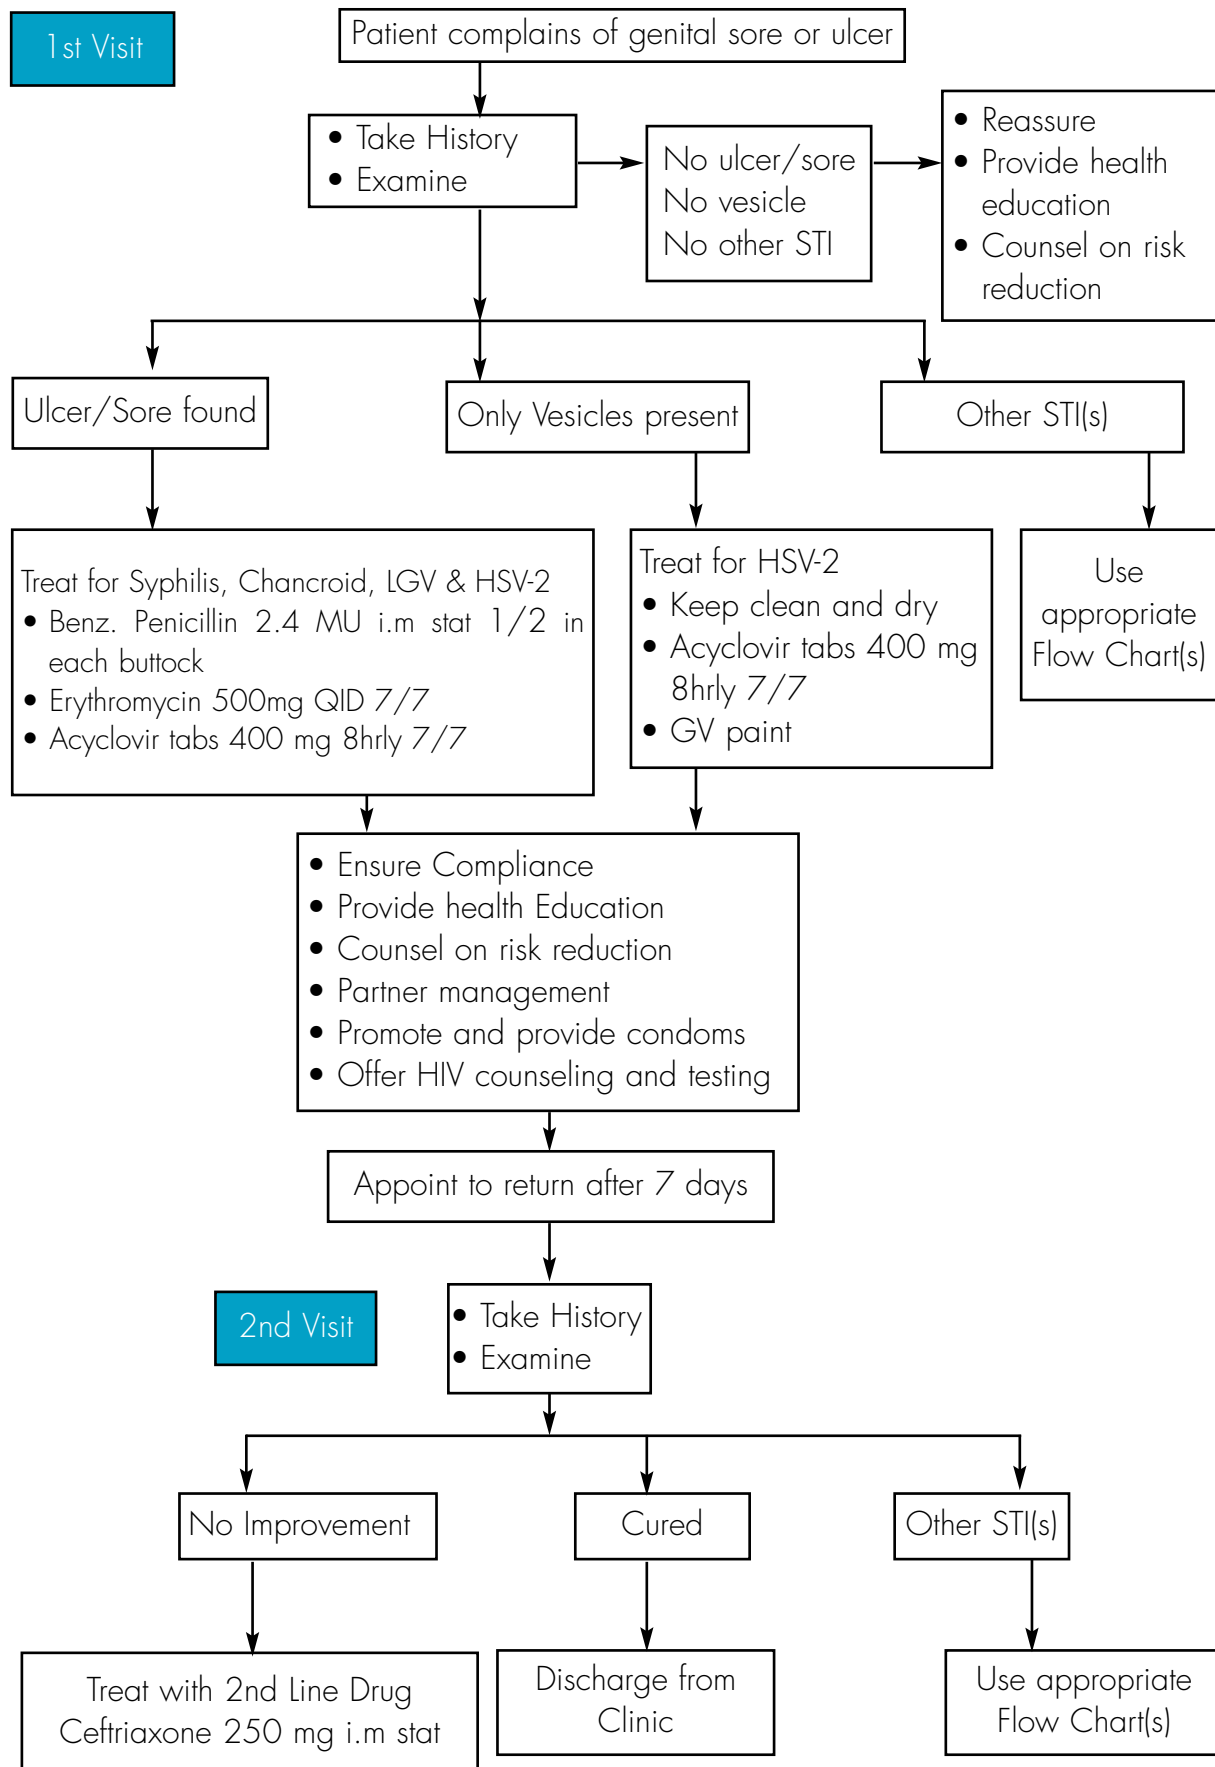 1st Visit
Patient complains of genital sore or ulcer
• Take History
• Examine
No ulcer/sore
No vesicle
No other STI
• Reassure
• Provide health
education
• Counsel on risk
reduction
Ulcer/Sore found
Only Vesicles present
Other STI(s)
Treat for Syphilis, Chancroid, LGV & HSV-2
• Benz. Penicillin 2.4 MU i.m stat 1/2 in
each buttock
• Erythromycin 500mg QID 7/7
• Acyclovir tabs 400 mg 8hrly 7/7
Treat for HSV-2
• Keep clean and dry
• Acyclovir tabs 400 mg
8hrly 7/7
• GV paint
Use
appropriate
Flow Chart(s)
• Ensure Compliance
• Provide health Education
• Counsel on risk reduction
• Partner management
• Promote and provide condoms
• Offer HIV counseling and testing
Appoint to return after 7 days
2nd Visit
• Take History
• Examine
No Improvement
Cured
Other STI(s)
Treat with 2nd Line Drug
Ceftriaxone 250 mg i.m stat
Discharge from
Clinic
Use appropriate
Flow Chart(s)